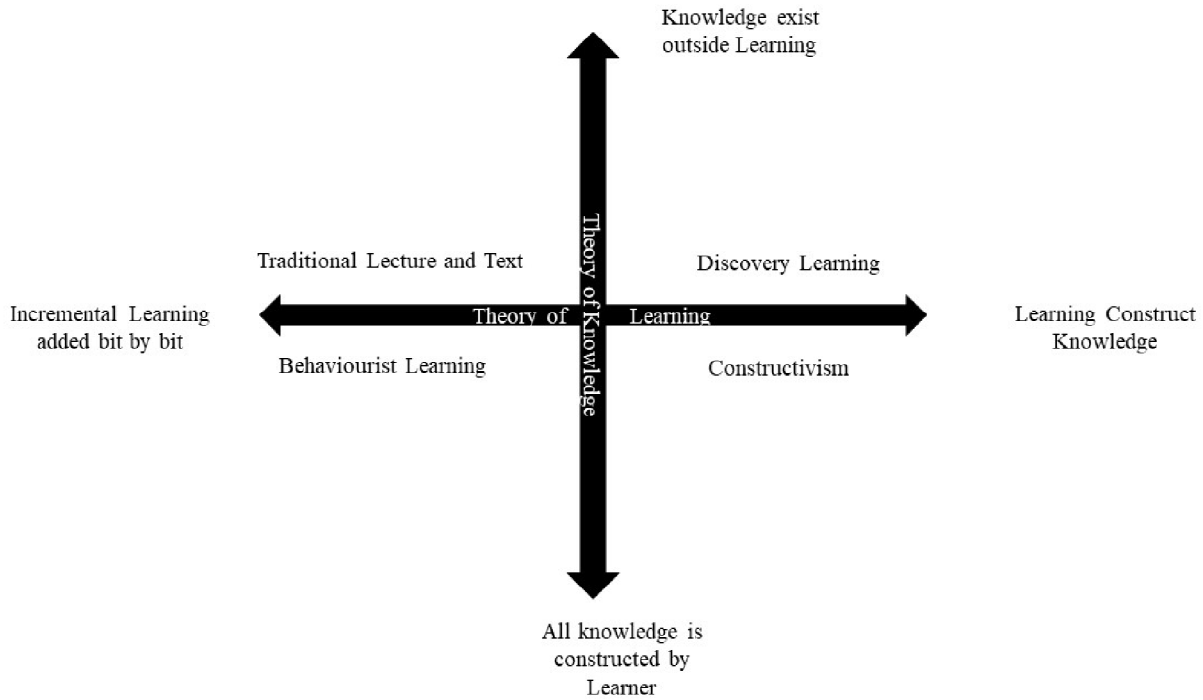 Knowledge exist
outside Learning
Theory of Knowledge
Traditional Lecture and Text
Discovery Learning
Incremental Learning
added bit by bit
Theory of Learning
Learning Construct
Knowledge
Behaviourist Learning
Constructivism
All knowledge is
constructed by
Learner